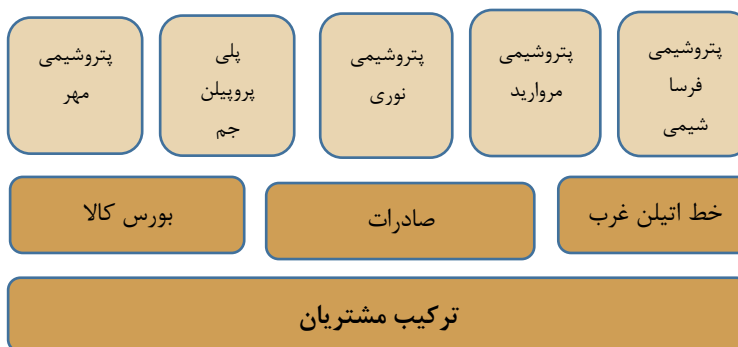 پتروشیمی
فرسا
شیمی
پتروشیمی
مروارید
پتروشیمی
نوری
پلی
پروپیلن
جم
پتروشیمی
مهر
خط اتیلن غرب
صادرات
بورس کالا
ترکیب مشتریان